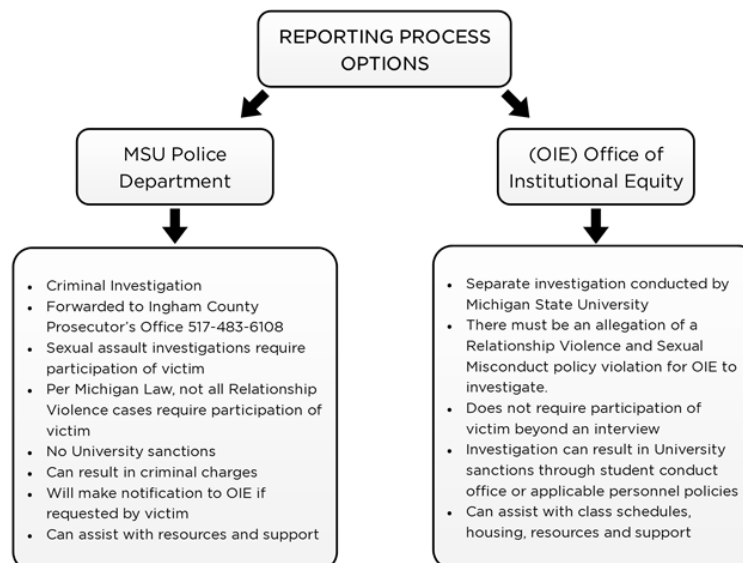 REPORTING PROCESS
OPTIONS
MSU Police
Department
(OIE) Office of
Institutional Equity
• Criminal Investigation
• Forwarded to Ingham County
Prosecutor's Office 517-483-6108
• Sexual assault investigations require
participation of victim
• Per Michigan Law, not all Relationship
Violence cases require participation of
victim
• No University sanctions
• Can result in criminal charges
• Will make notification to OIE if
requested by victim
• Can assist with resources and support
• Separate investigation conducted by
Michigan State University
• There must be an allegation of a
Relationship Violence and Sexual
Misconduct policy violation for OIE to
investigate.
• Does not require participation of
victim beyond an interview
• Investigation can result in University
sanctions through student conduct
office or applicable personnel policies
• Can assist with class schedules,
housing, resources and support